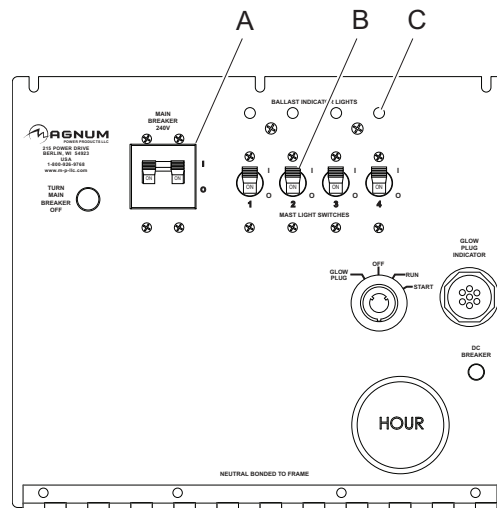 A
B
C
BALLAST INDICATOR LIGHTS
MAIN
BREAKER
240V
MAGNUM
POWER PRODUCTS LLC
215 POWER DRIVE
BERLIN, WI 54923
USA
1-800-926-9768
www.m-p-llc.com
TURN
MAIN
BREAKER
OFF
ON
ON
I
O
ON
I
O
ON
I
O
ON
I
O
ON
I
O
1
2
3
4
MAST LIGHT SWITCHES
GLOW
PLUG
OFF
RUN
START
GLOW
PLUG
INDICATOR
DC
BREAKER
HOUR
NEUTRAL BONDED TO FRAME